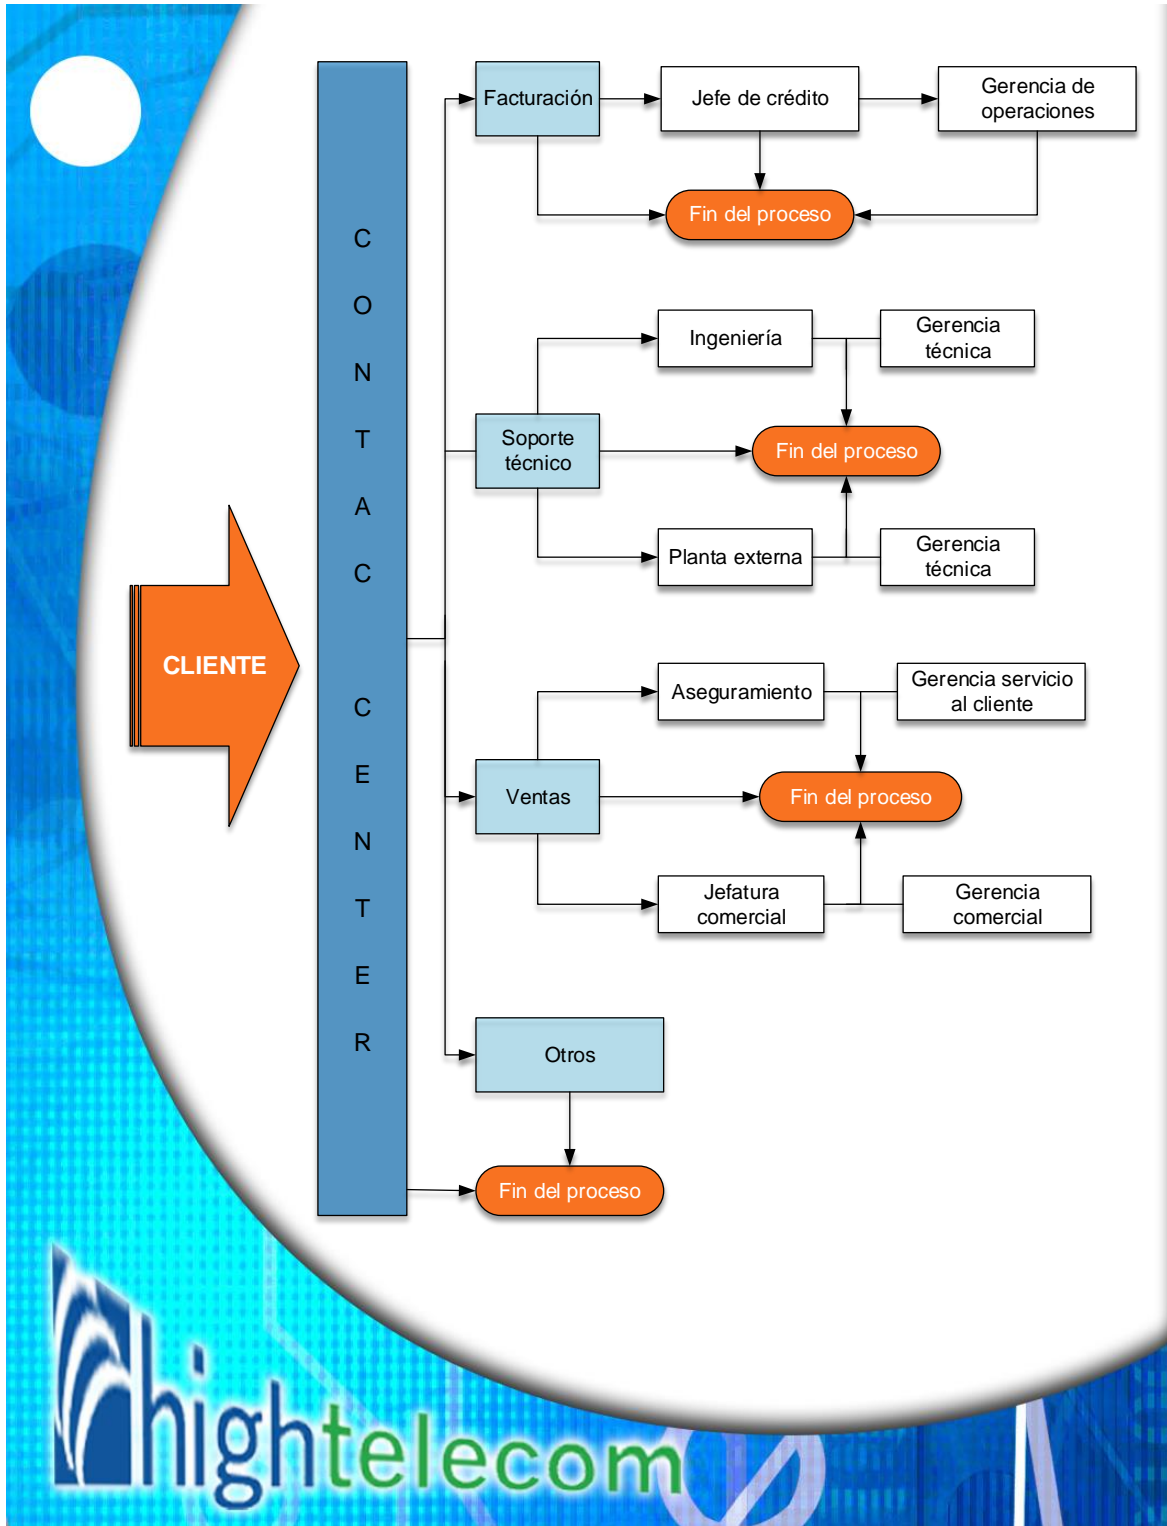 CLIENTE
CONTAC CENTER
Facturación
Jefe de crédito
Gerencia de
operaciones
Fin del proceso
Ingeniería
Gerencia
técnica
Soporte
técnico
Fin del proceso
Planta externa
Gerencia
técnica
Aseguramiento
Gerencia servicio
al cliente
Ventas
Fin del proceso
Jefatura
comercial
Gerencia
comercial
Otros
Fin del proceso
hightelecom